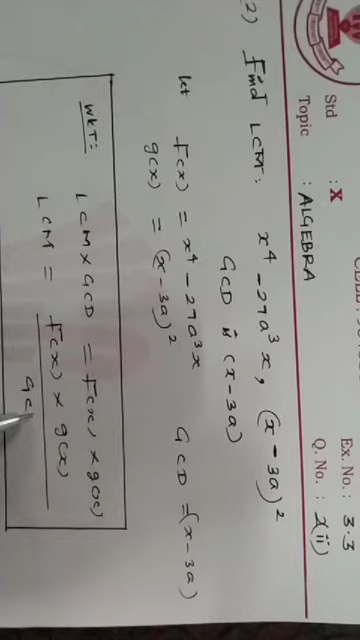 Std : X
Ex. No. : 3.3
Topic : ALGEBRA
Q. No. : 2(ii)
2) Find LCM: x⁴ - 27a³x, (x - 3a)²
GCD is (x - 3a)
let f(x) = x⁴ - 27a³x
g(x) = (x - 3a)²
GCD = (x - 3a)
WKT:
LCM × GCD = f(x) × g(x)
LCM = f(x) × g(x)
GC